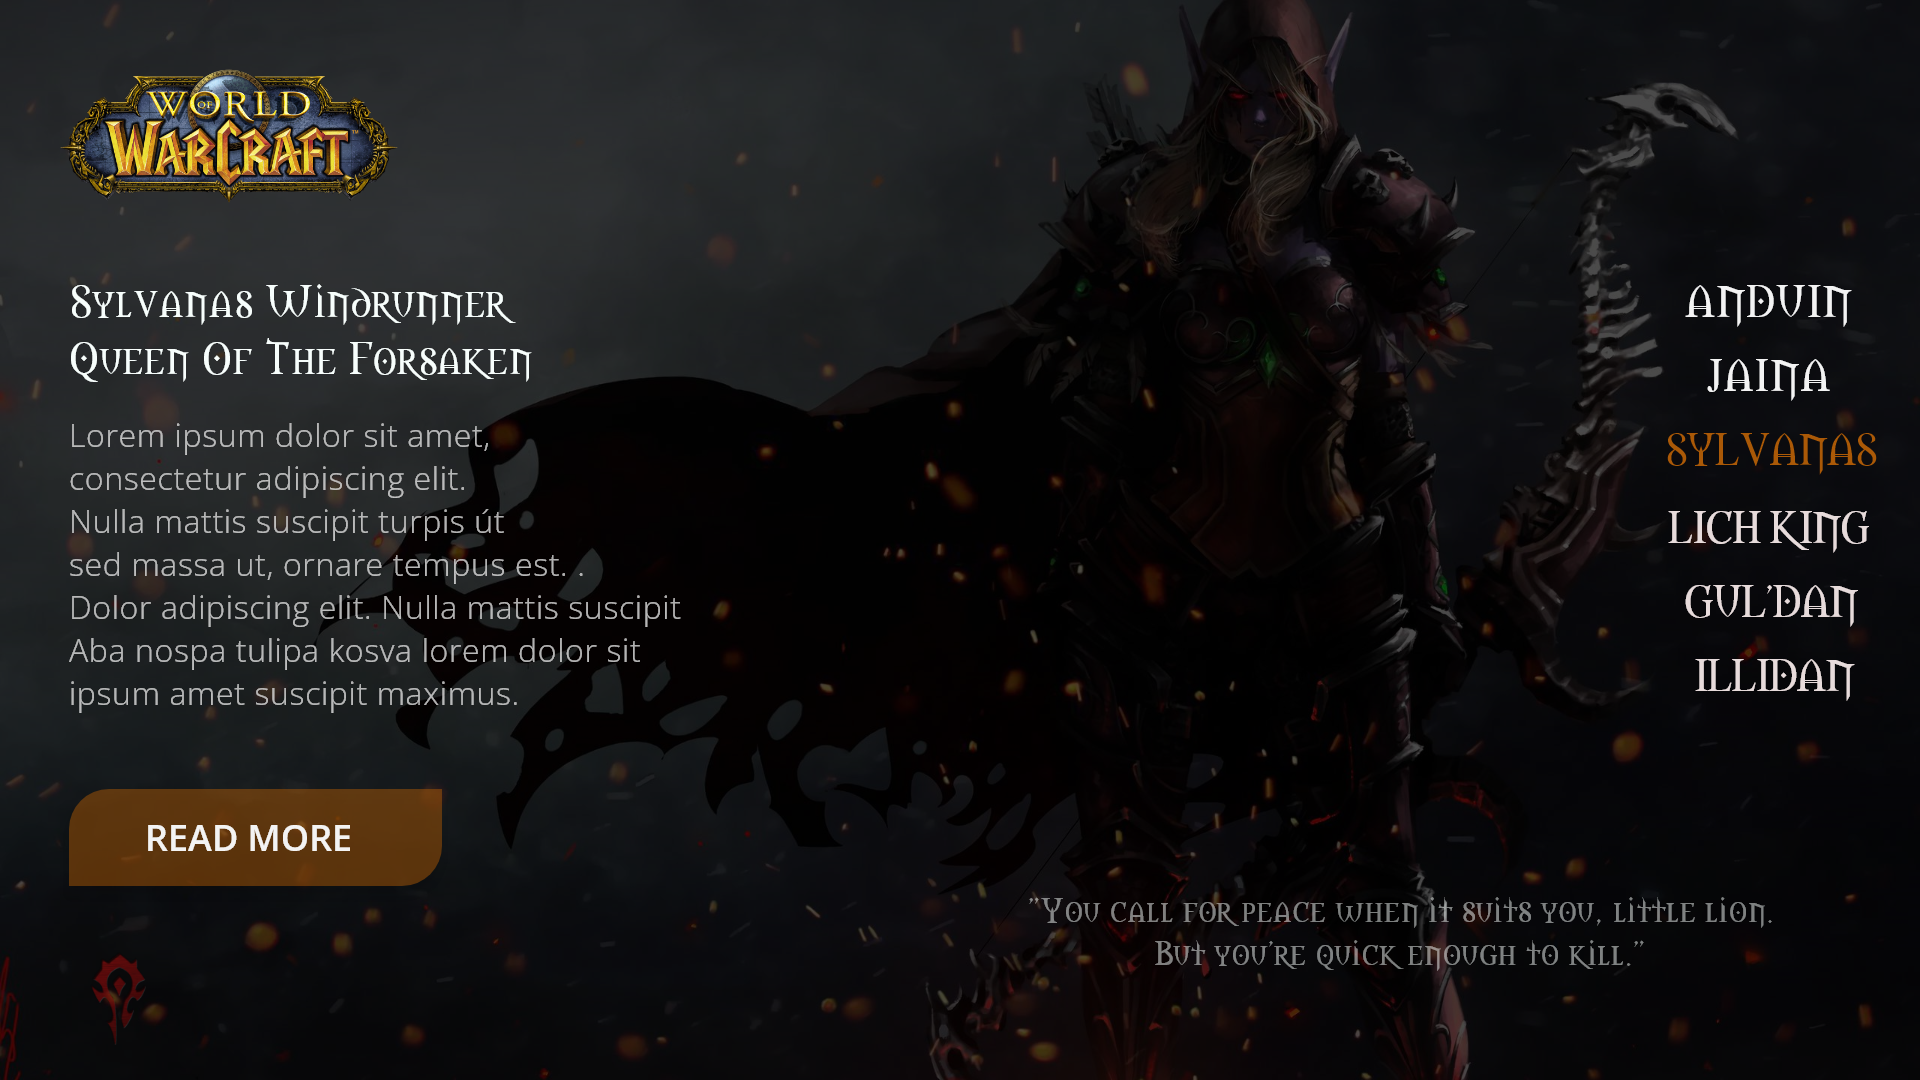 WORLD
OF
WARCRAFT
™
Sylvanas Windrunner
Queen Of The Forsaken
Lorem ipsum dolor sit amet,
consectetur adipiscing elit.
Nulla mattis suscipit turpis út
sed massa ut, ornare tempus est. .
Dolor adipiscing elit. Nulla mattis suscipit
Aba nospa tulipa kosva lorem dolor sit
ipsum amet suscipit maximus.
READ MORE
ANDUIN
JAINA
SYLVANAS
LICH KING
GUL'DAN
ILLIDAN
"You call for peace when it suits you, little lion.
But you're quick enough to kill."